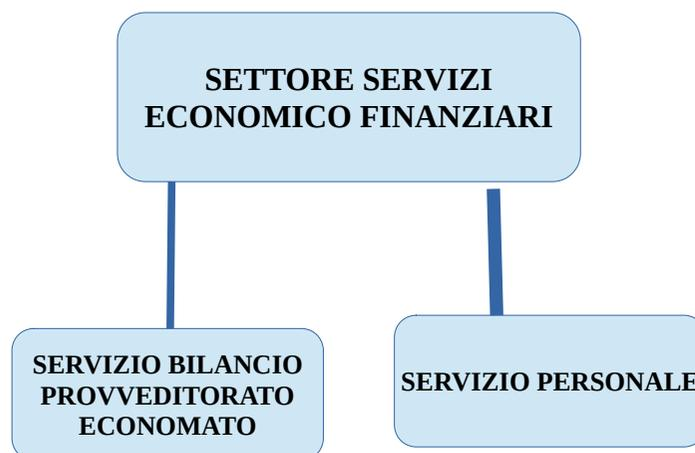 SETTORE SERVIZI
ECONOMICO FINANZIARI
SERVIZIO BILANCIO
PROVVEDITORATO
ECONOMATO
SERVIZIO PERSONALE